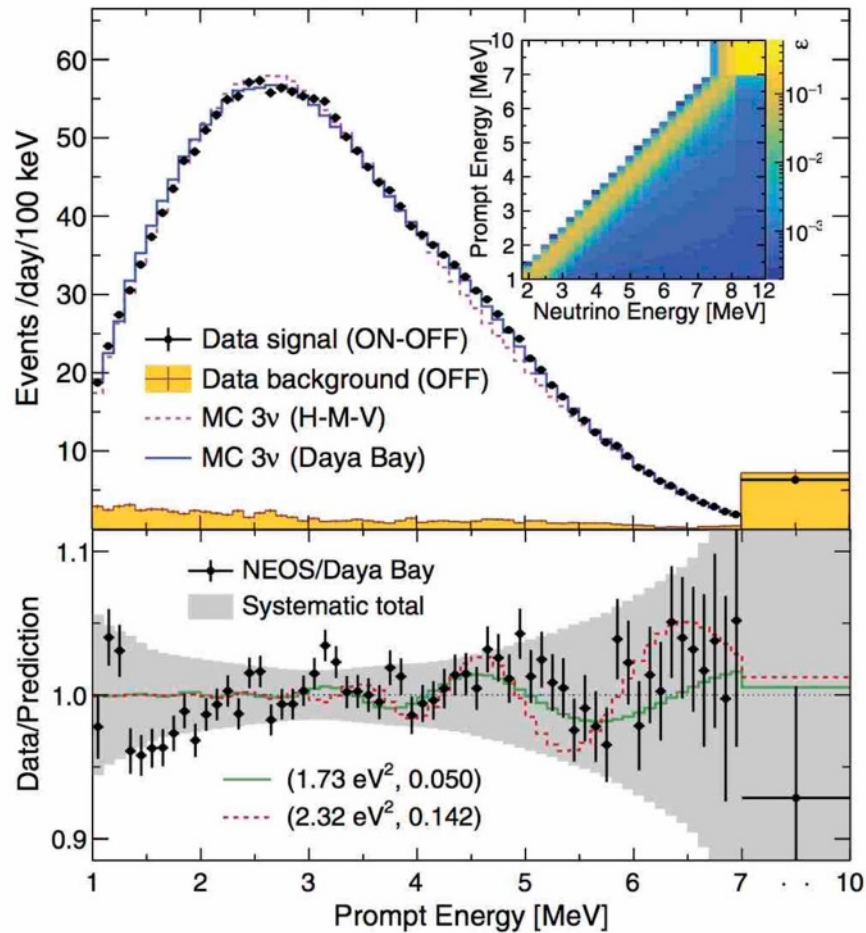 60
50
40
30
20
10
Events /day/100 keV
Data signal (ON-OFF)
Data background (OFF)
MC 3ν (H-M-V)
MC 3ν (Daya Bay)
10
7
6
5
4
3
2
1
Prompt Energy [MeV]
2 3 4 5 6 7 8 12
Neutrino Energy [MeV]
ε
10⁻¹
10⁻²
10⁻³
1.1
1.0
0.9
Data/Prediction
NEOS/Daya Bay
Systematic total
(1.73 eV², 0.050)
(2.32 eV², 0.142)
1 2 3 4 5 6 7 · · 10
Prompt Energy [MeV]